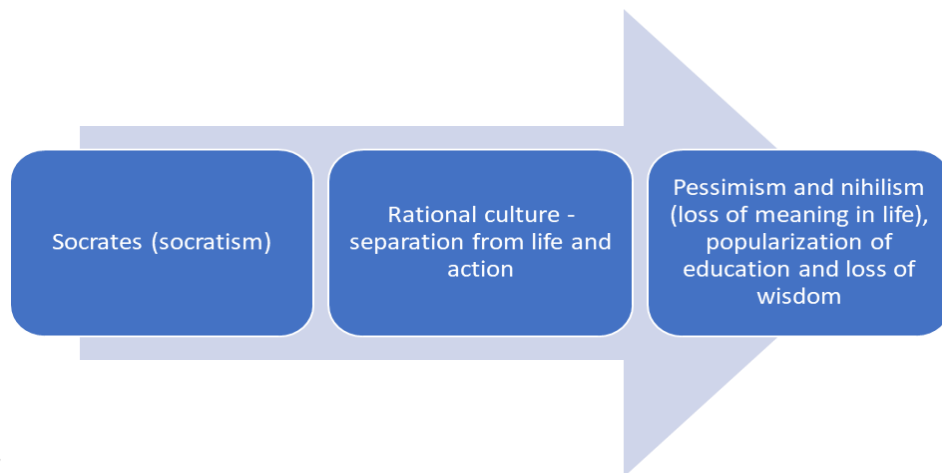 Socrates (socratism)
Rational culture -
separation from life and
action
Pessimism and nihilism
(loss of meaning in life),
popularization of
education and loss of
wisdom